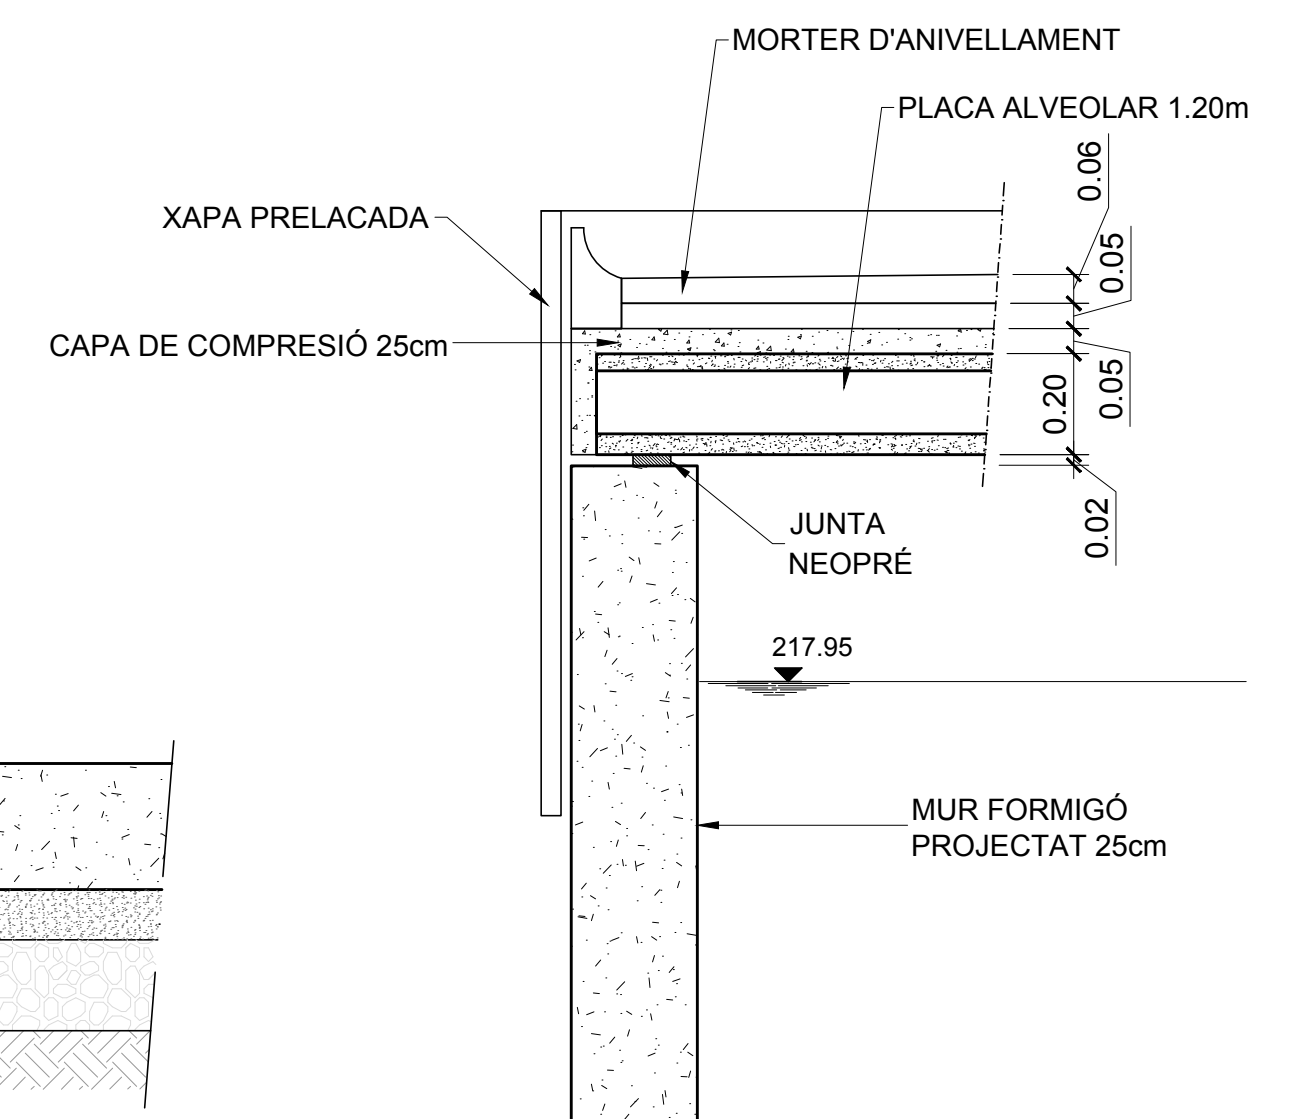 MORTER D'ANIVELLAMENT
PLACA ALVEOLAR 1.20m
0.06
XAPA PRELACADA
0.05
CAPA DE COMPRESIÓ 25cm
0.20
0.05
0.02
JUNTA
NEOPRÉ
217.95
MUR FORMIGÓ
PROJECTAT 25cm